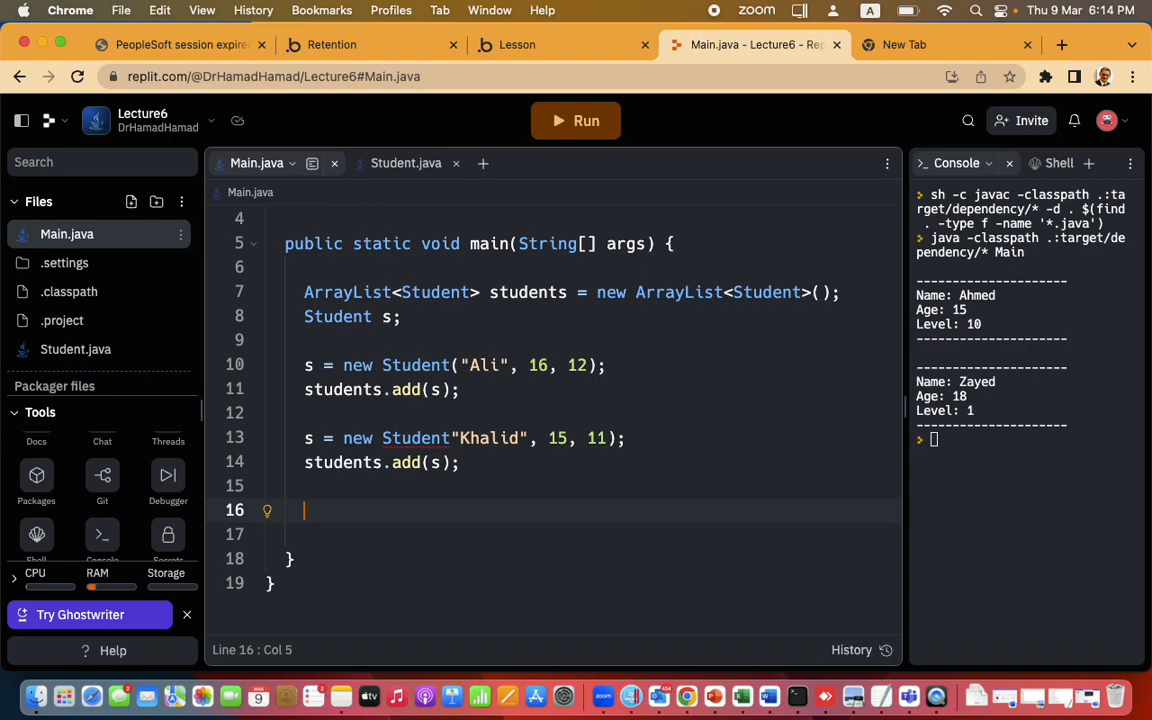 Chrome File Edit View History Bookmarks Profiles Tab Window Help zoom A Thu 9 Mar 6:14 PM
PeopleSoft session expire Retention Lesson Main.java - Lecture6 - Rep New Tab
replit.com/@DrHamadHamad/Lecture6#Main.java
Lecture6
DrHamadHamad
Run
Invite
Search
Files
Main.java
.settings
.classpath
.project
Student.java
Packager files
Tools
Docs Chat Threads
Packages Git Debugger
Shell Console Secrets
CPU RAM Storage
Try Ghostwriter
? Help
Main.java Student.java
Main.java
4
5 public static void main(String[] args) {
6
7 ArrayList<Student> students = new ArrayList<Student>();
8 Student s;
9
10 s = new Student("Ali", 16, 12);
11 students.add(s);
12
13 s = new Student"Khalid", 15, 11);
14 students.add(s);
15
16
17
18 }
19 }
Line 16 : Col 5 History
Console Shell
sh -c javac -classpath .:ta
rget/dependency/* -d . $(find
. -type f -name '*.java')
java -classpath .:target/de
pendency/* Main
---------------------
Name: Ahmed
Age: 15
Level: 10
---------------------
---------------------
Name: Zayed
Age: 18
Level: 1
---------------------